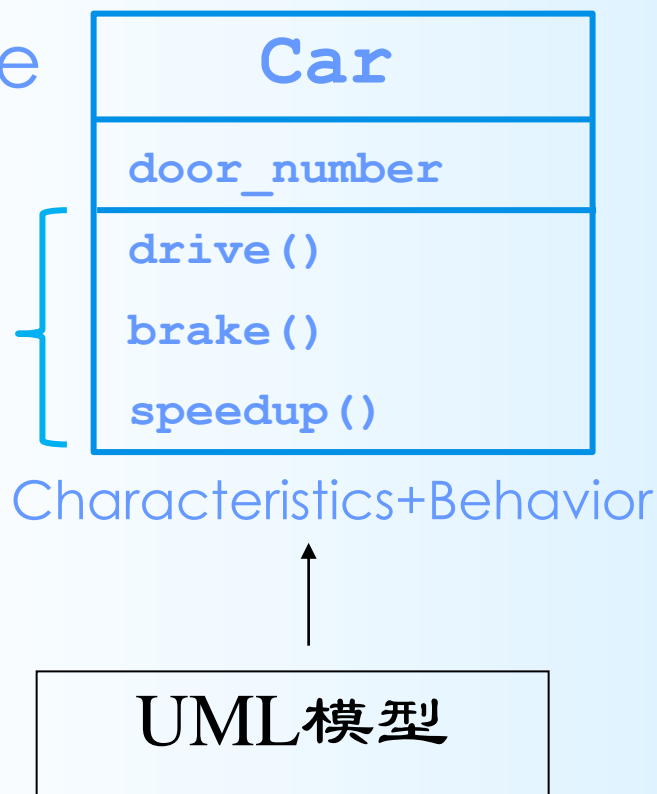 Car
door_number
drive()
brake()
speedup()
Characteristics+Behavior
UML模型